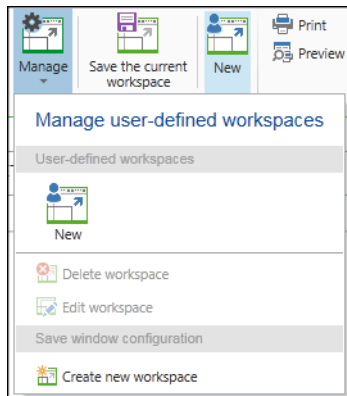 Manage
Save the current
workspace
New
Print
Preview
Manage user-defined workspaces
User-defined workspaces
New
Delete workspace
Edit workspace
Save window configuration
Create new workspace